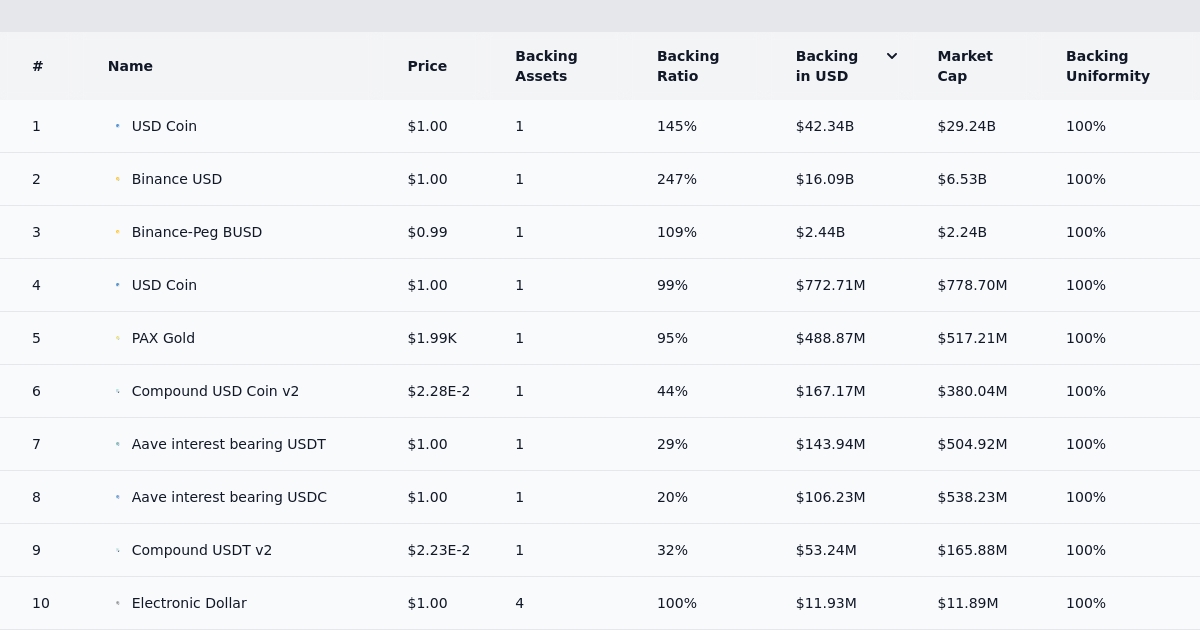 # Name Price Backing Assets Backing Ratio Backing in USD Market Cap Backing Uniformity
1 USD Coin $1.00 1 145% $42.34B $29.24B 100%
2 Binance USD $1.00 1 247% $16.09B $6.53B 100%
3 Binance-Peg BUSD $0.99 1 109% $2.44B $2.24B 100%
4 USD Coin $1.00 1 99% $772.71M $778.70M 100%
5 PAX Gold $1.99K 1 95% $488.87M $517.21M 100%
6 Compound USD Coin v2 $2.28E-2 1 44% $167.17M $380.04M 100%
7 Aave interest bearing USDT $1.00 1 29% $143.94M $504.92M 100%
8 Aave interest bearing USDC $1.00 1 20% $106.23M $538.23M 100%
9 Compound USDT v2 $2.23E-2 1 32% $53.24M $165.88M 100%
10 Electronic Dollar $1.00 4 100% $11.93M $11.89M 100%